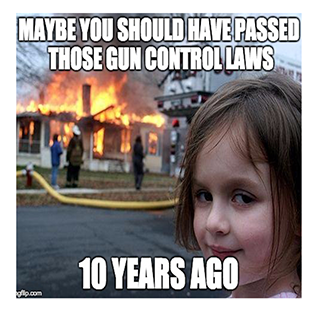 MAYBE YOU SHOULD HAVE PASSED
THOSE GUN CONTROL LAWS
10 YEARS AGO
imgflip.com